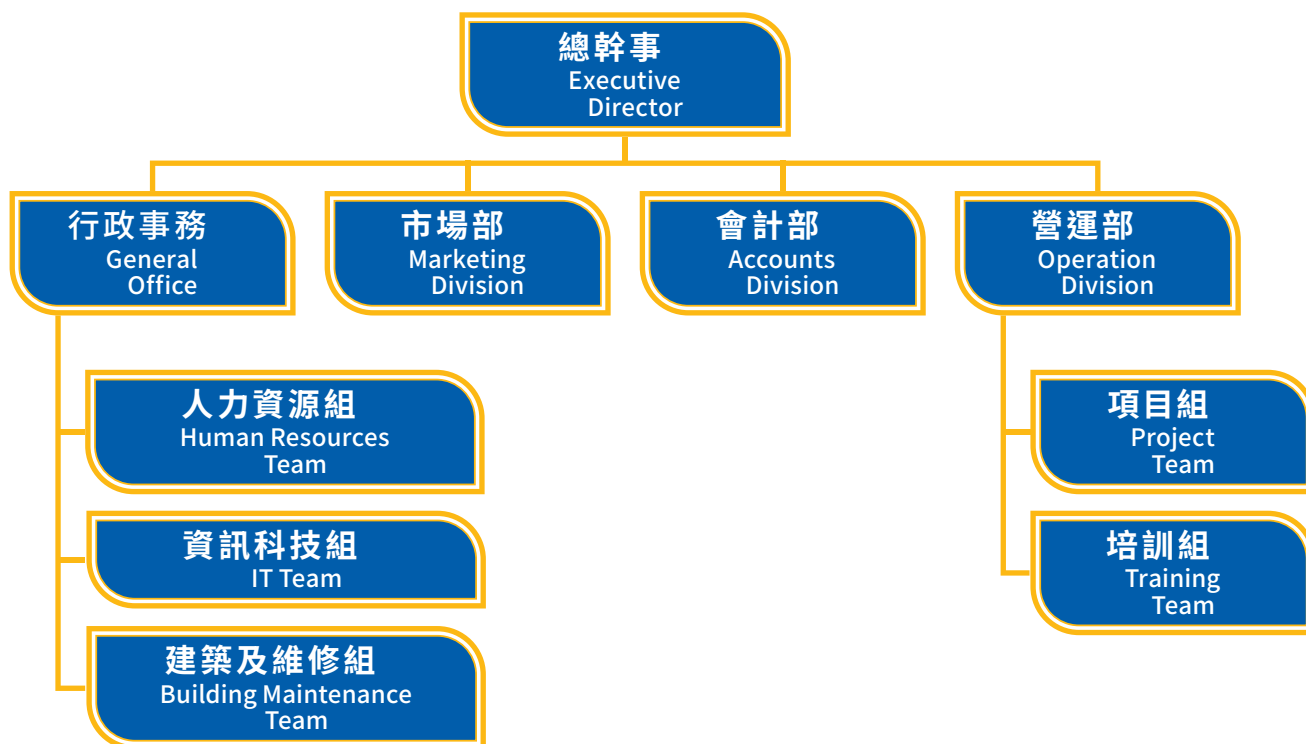 總幹事
Executive
Director
行政事務
General
Office
市場部
Marketing
Division
會計部
Accounts
Division
營運部
Operation
Division
人力資源組
Human Resources
Team
資訊科技組
IT Team
建築及維修組
Building Maintenance
Team
項目組
Project
Team
培訓組
Training
Team